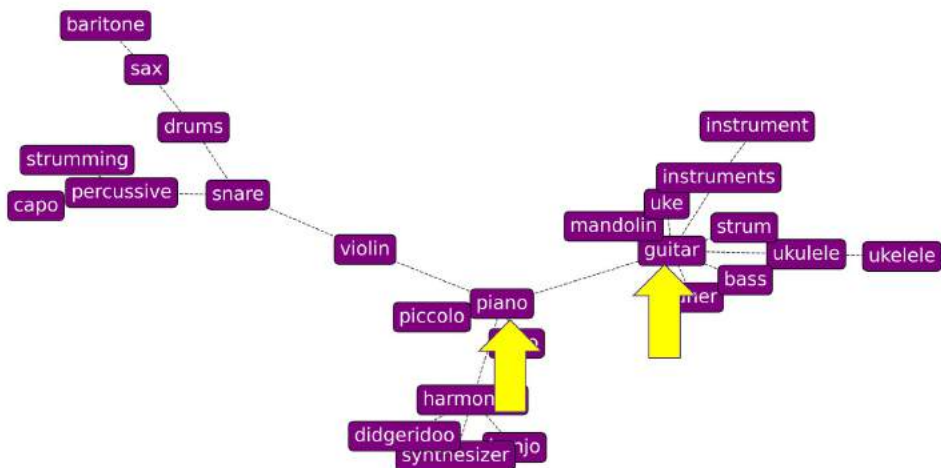 baritone
sax
drums
instrument
strumming
percussive
instruments
capo
snare
uke
mandolin
strum
violin
guitar
ukulele
ukelele
bass
piano
piccolo
didgeridoo
synthesizer